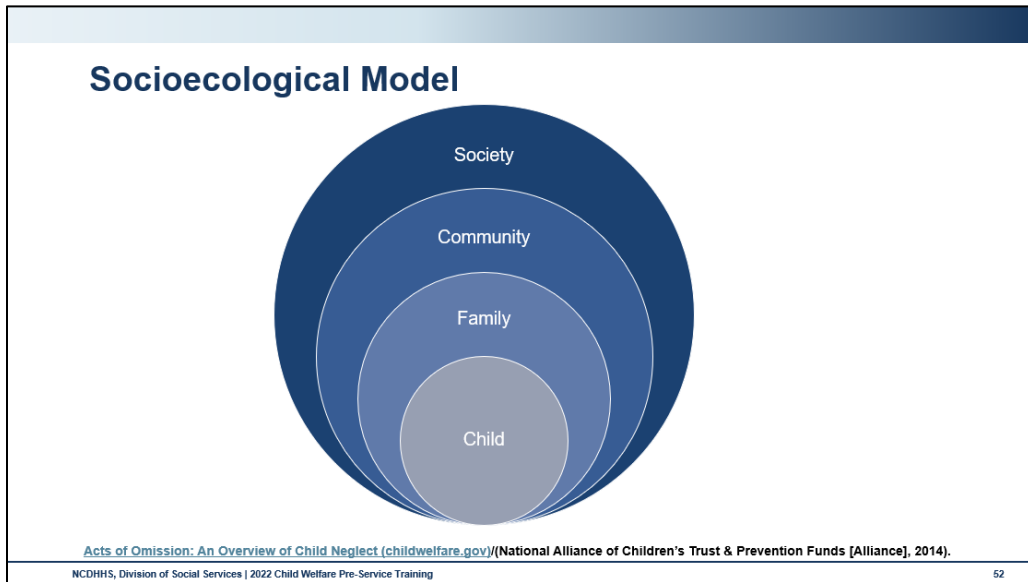 Socioecological Model
Society
Community
Family
Child
Acts of Omission: An Overview of Child Neglect (childwelfare.gov)/(National Alliance of Children’s Trust & Prevention Funds [Alliance], 2014).
NCDHHS, Division of Social Services | 2022 Child Welfare Pre-Service Training 52